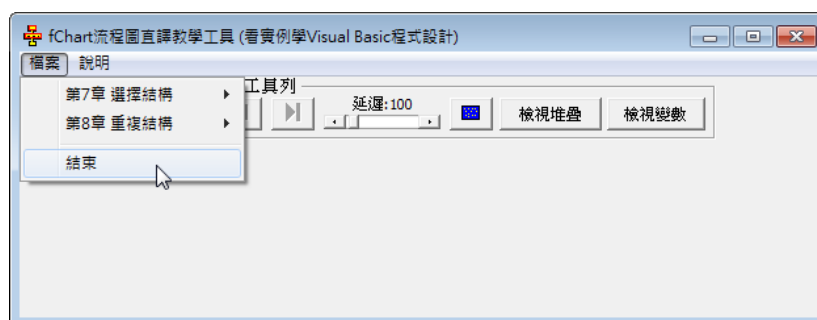 fChart流程圖直譯教學工具 (看實例學Visual Basic程式設計)
檔案 說明
工具列
第7章 選擇結構
延遲:100
檢視堆疊 檢視變數
第8章 重複結構
結束